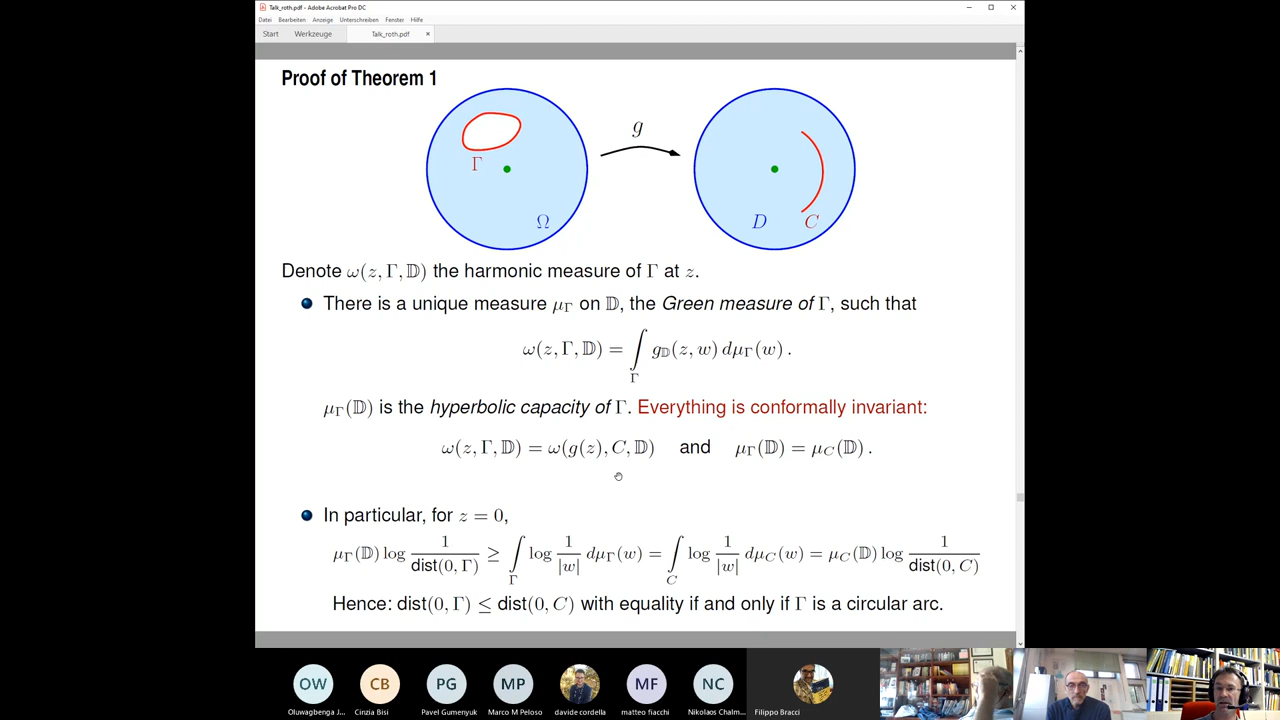 Talk_roth.pdf - Adobe Acrobat Pro DC
Datei Bearbeiten Anzeige Unterschreiben Fenster Hilfe
Start Werkzeuge Talk_roth.pdf ×
Proof of Theorem 1
g
Γ
Ω
D
C
Denote ω(z, Γ, 𝔻) the harmonic measure of Γ at z.
There is a unique measure μ_Γ on 𝔻, the Green measure of Γ, such that
ω(z, Γ, 𝔻) = ∫_Γ g_𝔻(z, w) dμ_Γ(w) .
μ_Γ(𝔻) is the hyperbolic capacity of Γ. Everything is conformally invariant:
ω(z, Γ, 𝔻) = ω(g(z), C, 𝔻) and μ_Γ(𝔻) = μ_C(𝔻) .
In particular, for z = 0,
μ_Γ(𝔻) log 1/dist(0, Γ) ≥ ∫_Γ log 1/|w| dμ_Γ(w) = ∫_C log 1/|w| dμ_C(w) = μ_C(𝔻) log 1/dist(0, C)
Hence: dist(0, Γ) ≤ dist(0, C) with equality if and only if Γ is a circular arc.
OW CB PG MP MF NC
Oluwagbenga J... Cinzia Bisi Pavel Gumenyuk Marco M Peloso davide cordella matteo fiacchi Nikolaos Chalm... Filippo Bracci